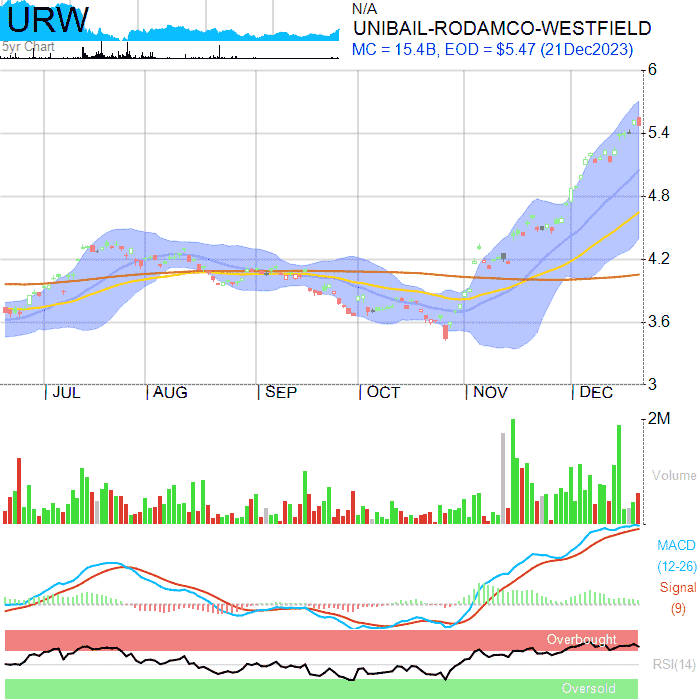 URW
5yr Chart
N/A
UNIBAIL-RODAMCO-WESTFIELD
MC = 15.4B, EOD = $5.47 (21Dec2023)
6
5.4
4.8
4.2
3.6
3
JUL AUG SEP OCT NOV DEC
2M
Volume
MACD
(12-26)
Signal
(9)
Overbought
RSI(14)
Oversold